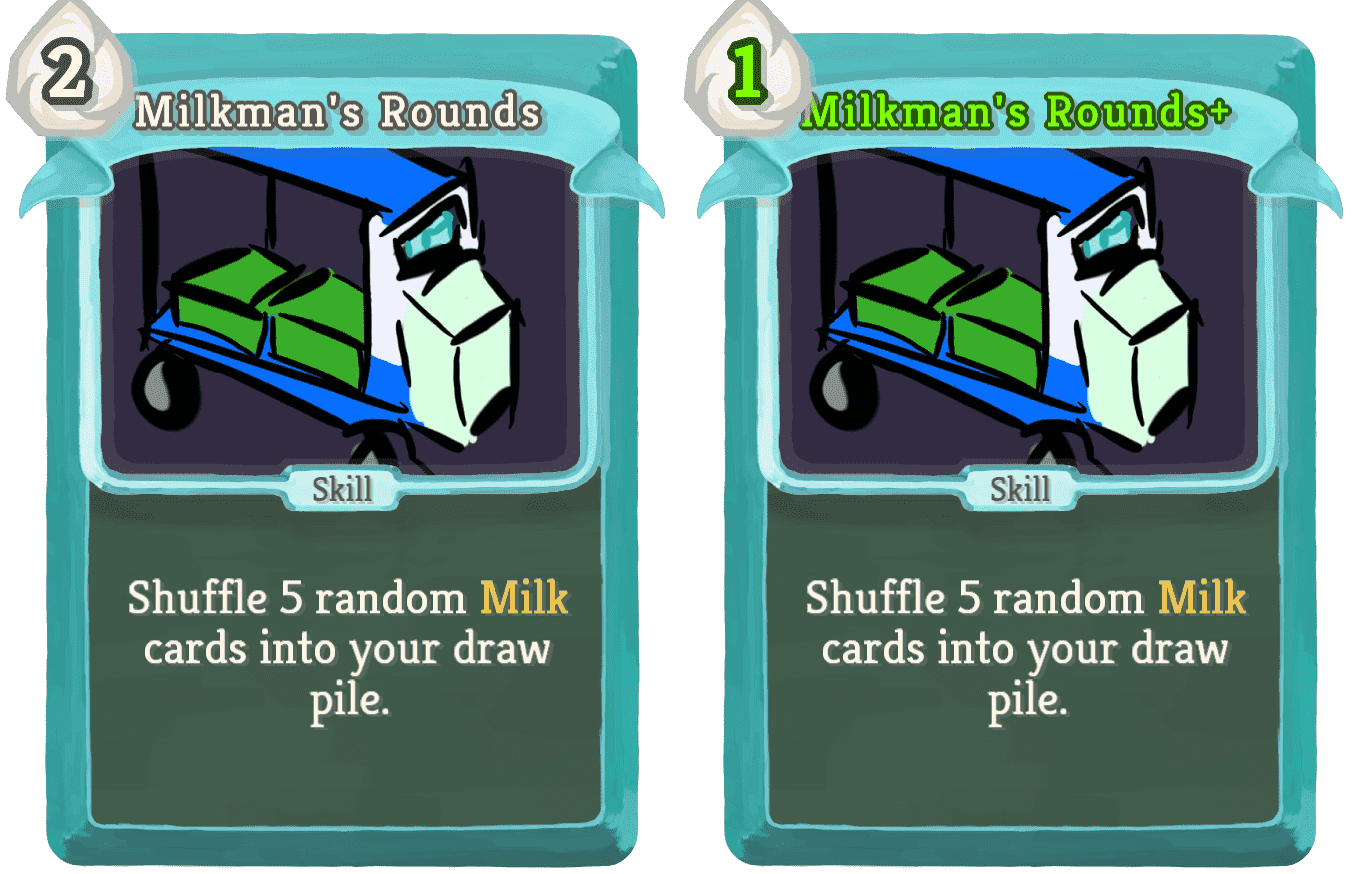 2
Milkman's Rounds
Skill
Shuffle 5 random Milk
cards into your draw
pile.
1
Milkman's Rounds+
Skill
Shuffle 5 random Milk
cards into your draw
pile.